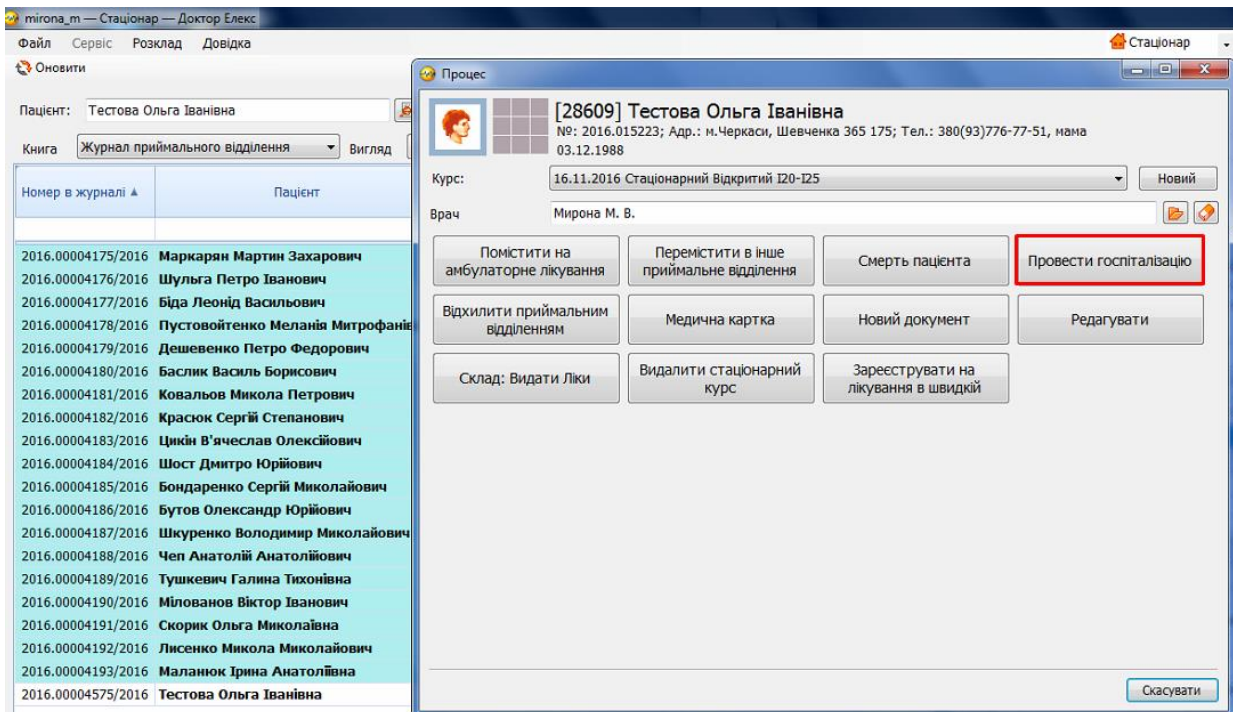 mirona_m — Стаціонар — Доктор Елекс
Файл Сервіс Розклад Довідка
Стаціонар
Оновити
Пацієнт: Тестова Ольга Іванівна
Книга Журнал приймального відділення Вигляд
Номер в журналі Пацієнт
2016.00004175/2016 Маркарян Мартин Захарович
2016.00004176/2016 Шульга Петро Іванович
2016.00004177/2016 Біда Леонід Васильович
2016.00004178/2016 Пустовойтенко Меланія Митрофанів
2016.00004179/2016 Дешевенко Петро Федорович
2016.00004180/2016 Баслик Василь Борисович
2016.00004181/2016 Ковальов Микола Петрович
2016.00004182/2016 Красюк Сергій Степанович
2016.00004183/2016 Цикін В'ячеслав Олексійович
2016.00004184/2016 Шост Дмитро Юрійович
2016.00004185/2016 Бондаренко Сергій Миколайович
2016.00004186/2016 Бутов Олександр Юрійович
2016.00004187/2016 Шкуренко Володимир Миколайович
2016.00004188/2016 Чеп Анатолій Анатолійович
2016.00004189/2016 Тушкевич Галина Тихонівна
2016.00004190/2016 Мілованов Віктор Іванович
2016.00004191/2016 Скорик Ольга Миколаївна
2016.00004192/2016 Лисенко Микола Миколайович
2016.00004193/2016 Маланюк Ірина Анатоліївна
2016.00004575/2016 Тестова Ольга Іванівна
Процес
[28609] Тестова Ольга Іванівна
№: 2016.015223; Адр.: м.Черкаси, Шевченка 365 175; Тел.: 380(93)776-77-51, мама
03.12.1988
Курс: 16.11.2016 Стаціонарний Відкритий I20-I25 Новий
Врач Мирона М. В.
Помістити на
амбулаторне лікування
Перемістити в інше
приймальне відділення
Смерть пацієнта
Провести госпіталізацію
Відхилити приймальним
відділенням
Медична картка
Новий документ
Редагувати
Склад: Видати Ліки
Видалити стаціонарний
курс
Зареєструвати на
лікування в швидкій
Скасувати